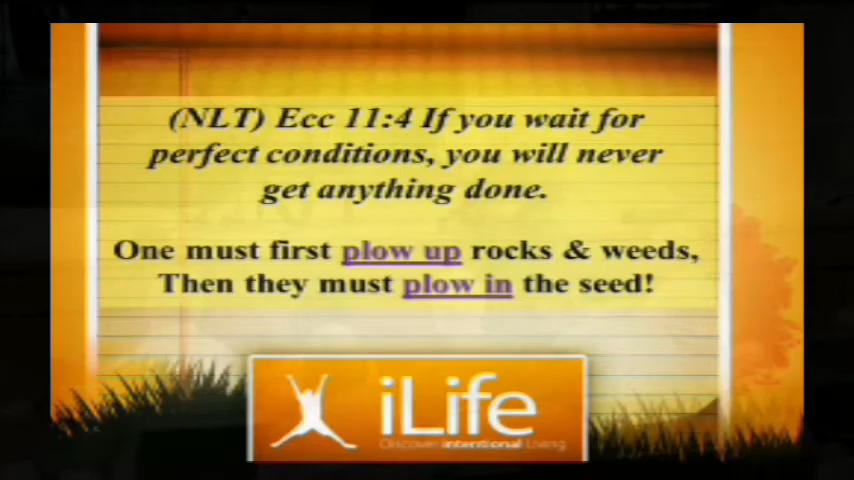 (NLT) Ecc 11:4 If you wait for
perfect conditions, you will never
get anything done.
One must first plow up rocks & weeds,
Then they must plow in the seed!
iLife
Discover intentional Living